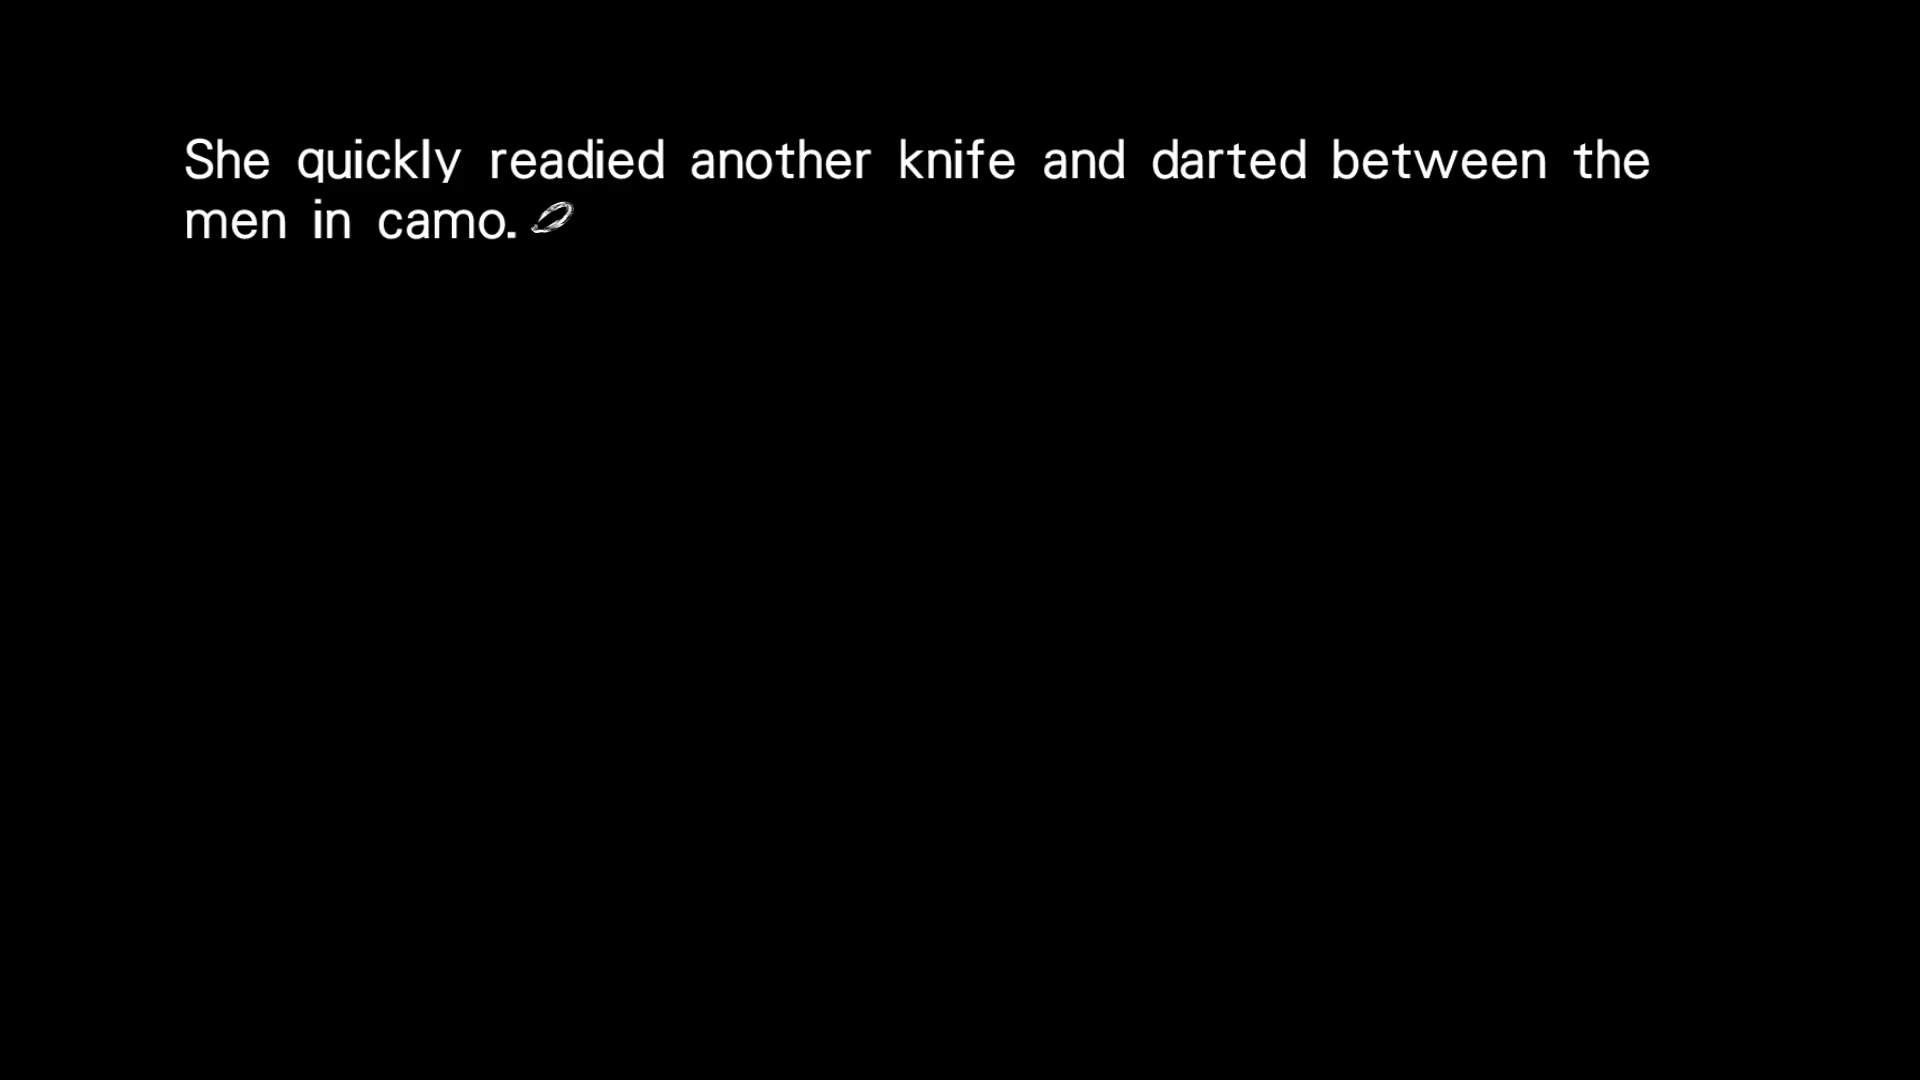 She quickly readied another knife and darted between the
men in camo.